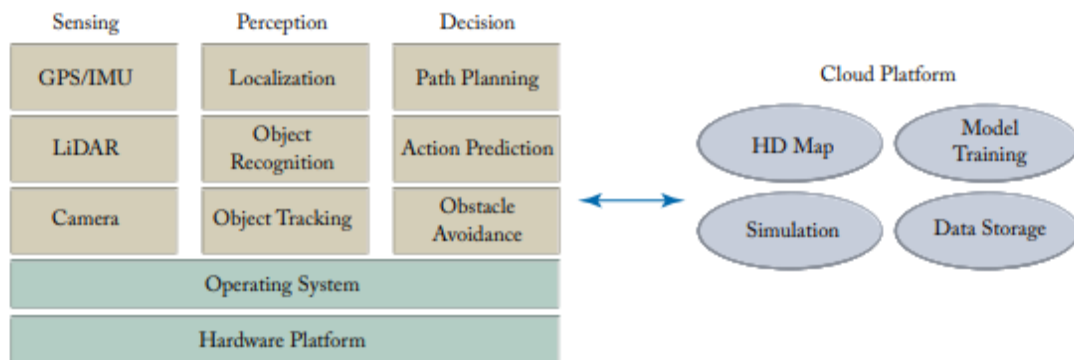 Sensing
Perception
Decision
GPS/IMU
Localization
Path Planning
Cloud Platform
LiDAR
Object
Recognition
Action Prediction
HD Map
Model
Training
Camera
Object Tracking
Obstacle
Avoidance
Simulation
Data Storage
Operating System
Hardware Platform